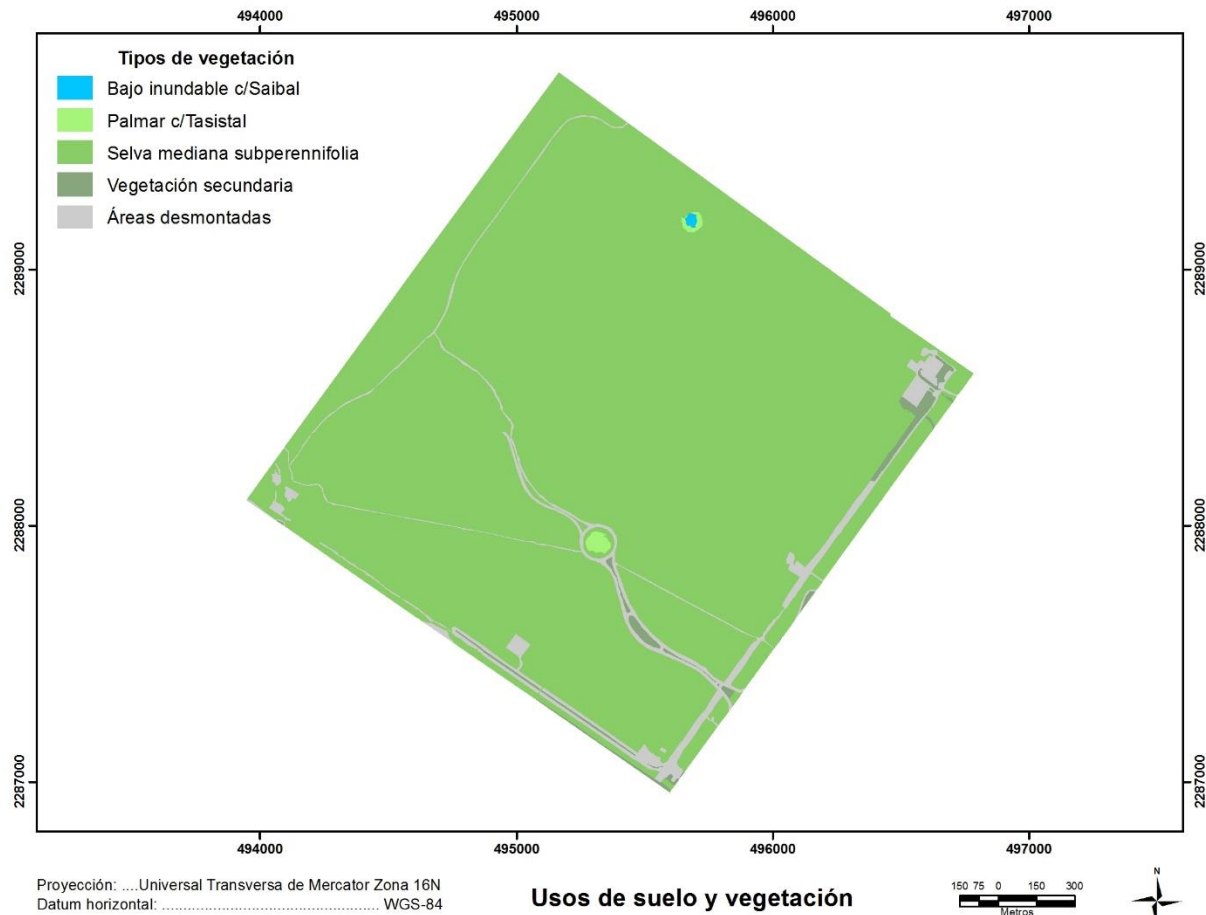 494000 495000 496000 497000
Tipos de vegetación
Bajo inundable c/Saibal
Palmar c/Tasistal
Selva mediana subperennifolia
Vegetación secundaria
Áreas desmontadas
2289000 2289000
2288000 2288000
2287000 2287000
494000 495000 496000 497000
Proyección: ....Universal Transversa de Mercator Zona 16N
Datum horizontal: ................................................ WGS-84
Usos de suelo y vegetación
150 75 0 150 300
Metros
N